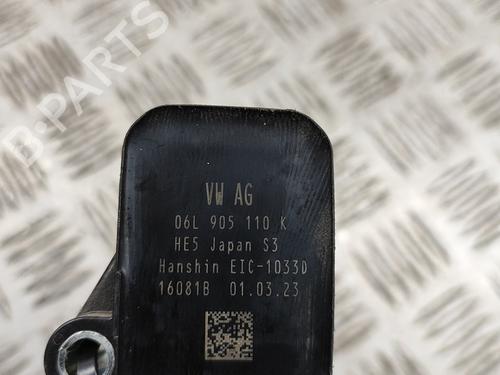 B-PARTS
VW AG
06L 905 110 K
HE5 Japan S3
Hanshin EIC-1033D
16081B 01.03.23